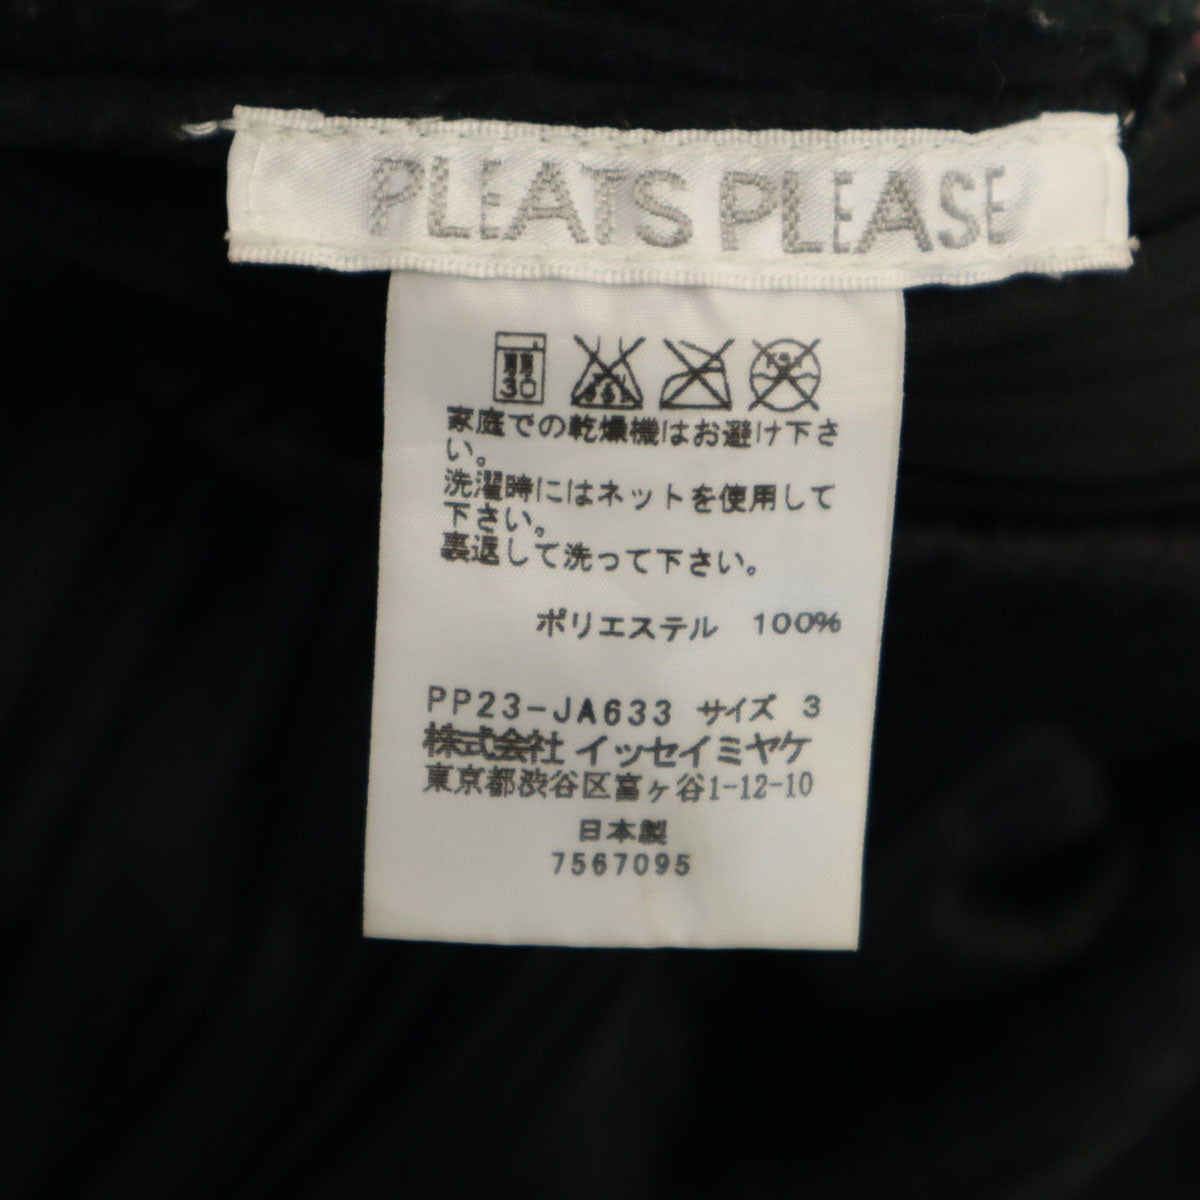 PLEATS PLEASE
弱
30
家庭での乾燥機はお避け下さ
い。
洗濯時にはネットを使用して
下さい。
裏返して洗って下さい。
ポリエステル 100%
PP23-JA633 サイズ 3
株式会社 イッセイミヤケ
東京都渋谷区富ヶ谷1-12-10
日本製
7567095